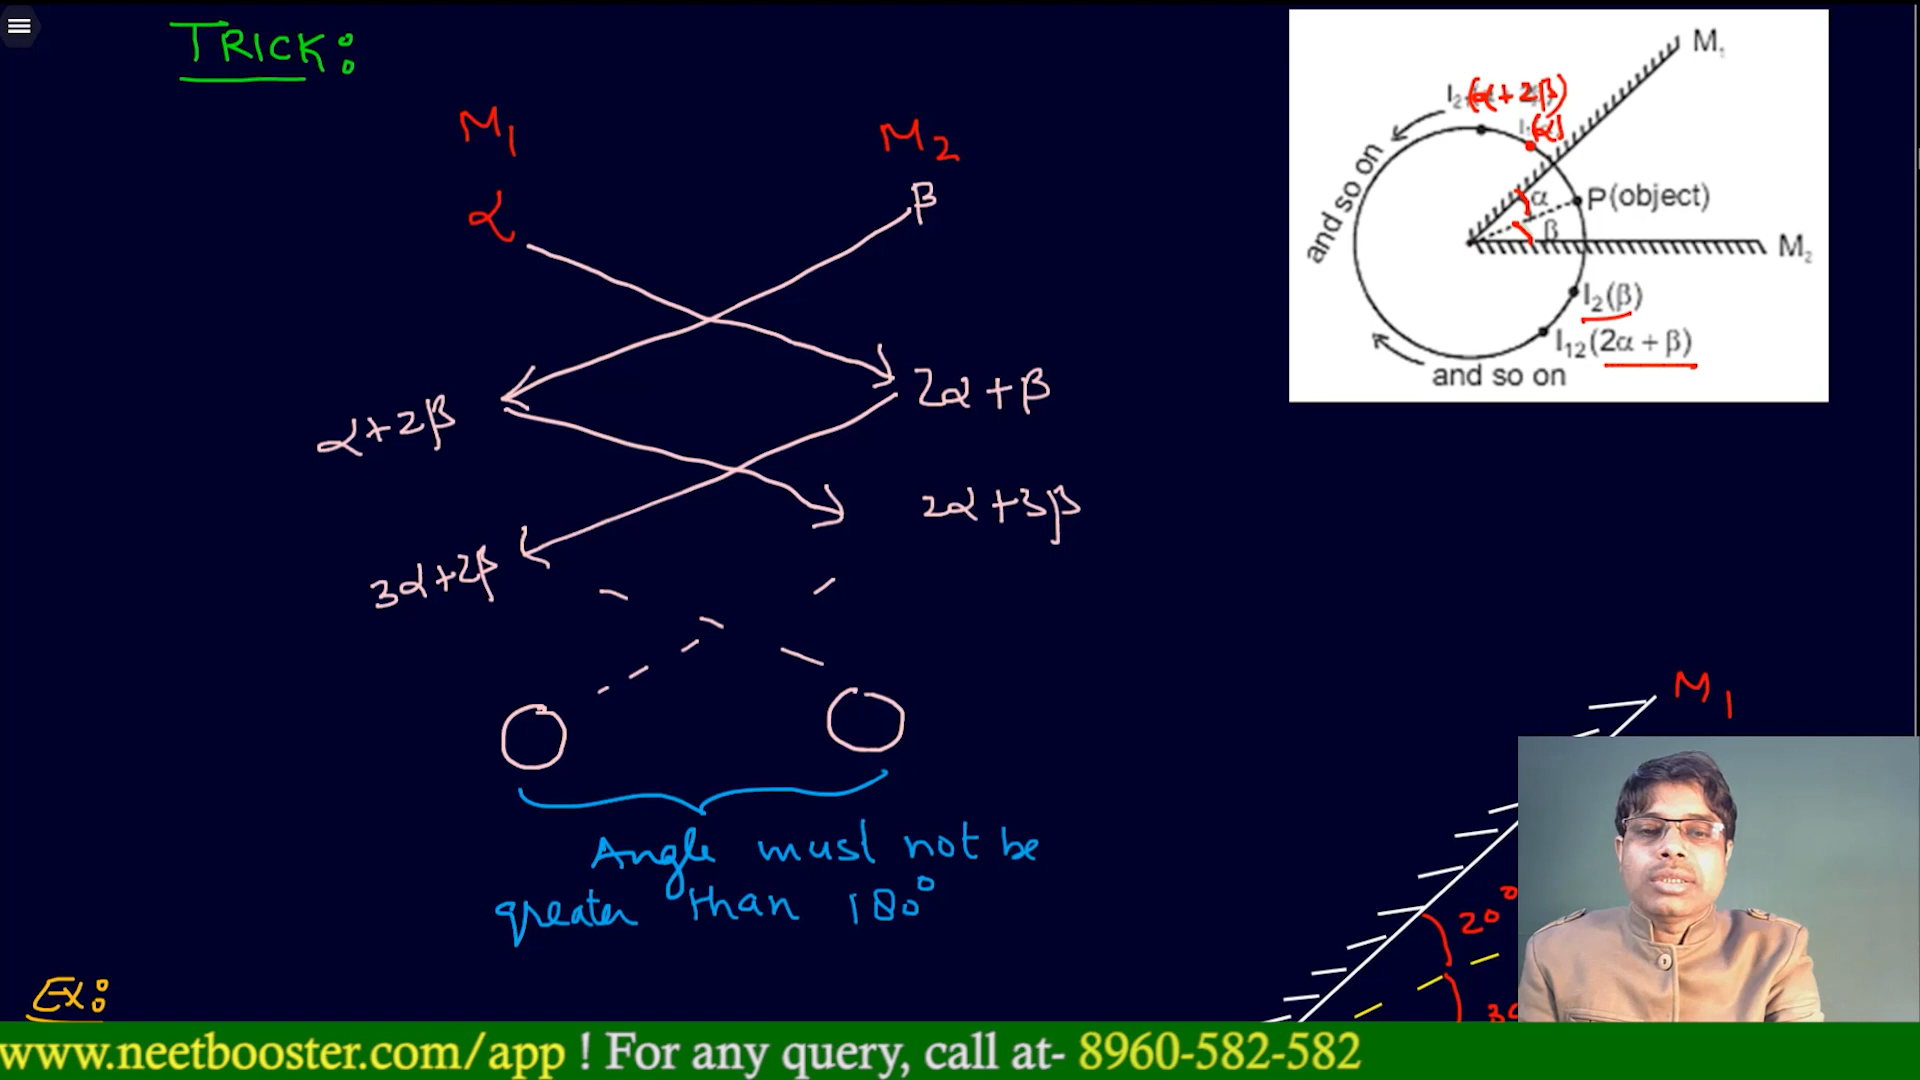 TRICK:
M1 M2
α β
α+2β 2α+β
3α+2β 2α+3β
Angle must not be
greater than 180°
Ex:
M1
(α+2β)
(α)
and so on
α
P(object)
β
M2
I2(β)
I12(2α + β)
and so on
M1
20°
www.neetbooster.com/app ! For any query, call at- 8960-582-582